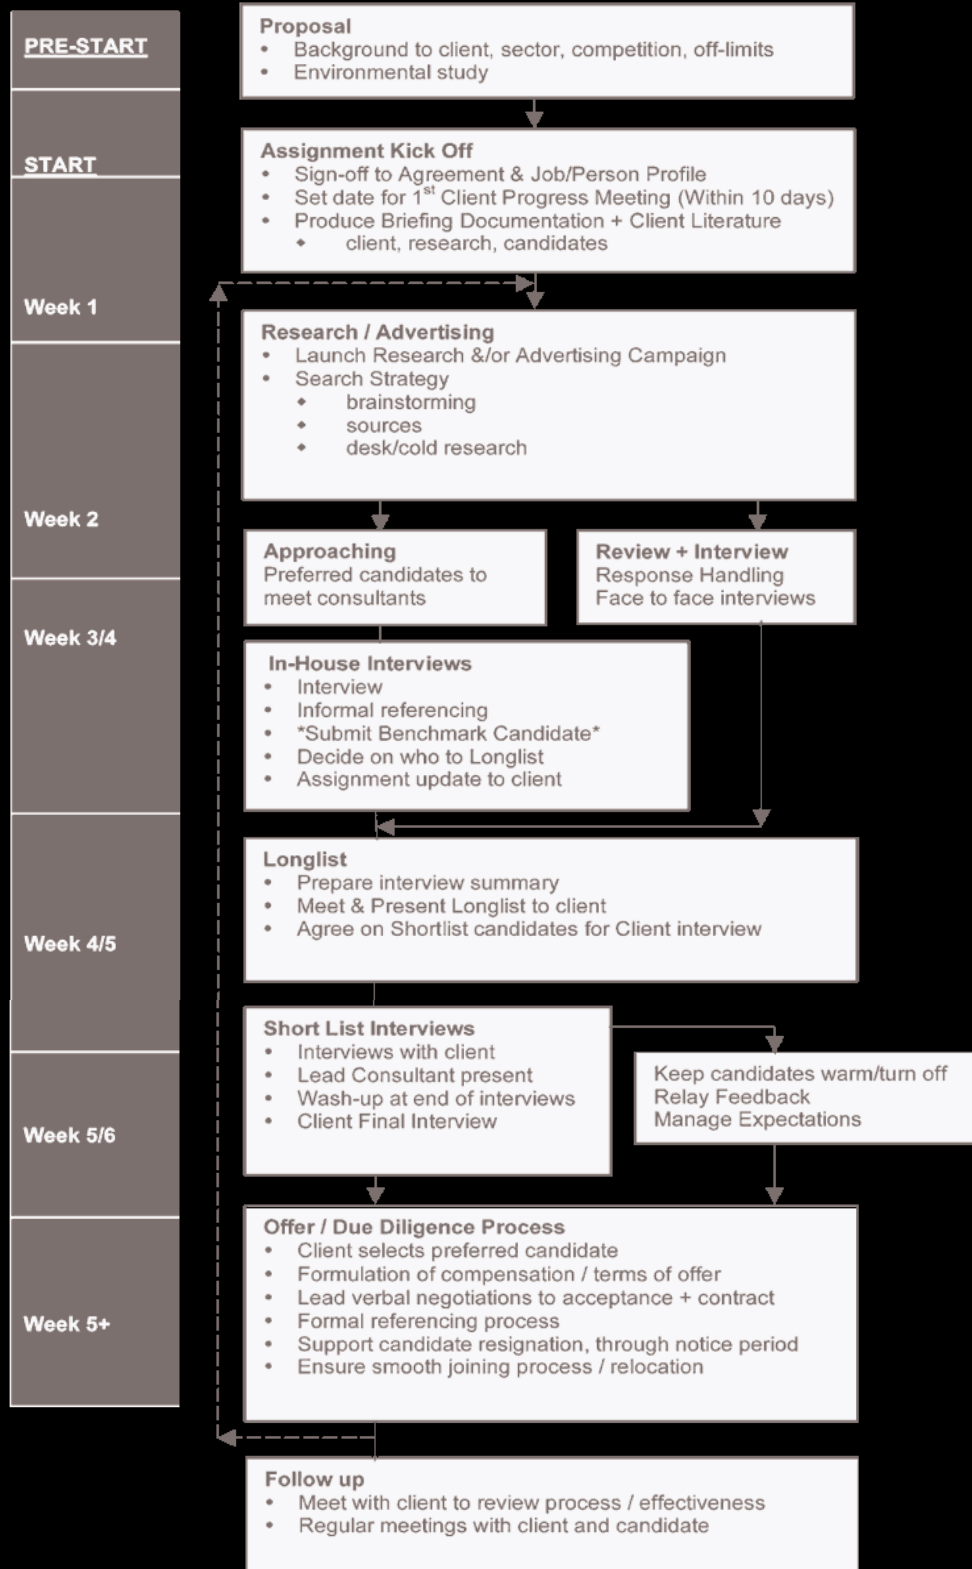 PRE-START
Proposal
• Background to client, sector, competition, off-limits
• Environmental study
START
Assignment Kick Off
• Sign-off to Agreement & Job/Person Profile
• Set date for 1st Client Progress Meeting (Within 10 days)
• Produce Briefing Documentation + Client Literature
◆ client, research, candidates
Week 1
Research / Advertising
• Launch Research &/or Advertising Campaign
• Search Strategy
◆ brainstorming
◆ sources
◆ desk/cold research
Week 2
Approaching
Preferred candidates to
meet consultants
Review + Interview
Response Handling
Face to face interviews
Week 3/4
In-House Interviews
• Interview
• Informal referencing
• *Submit Benchmark Candidate*
• Decide on who to Longlist
• Assignment update to client
Longlist
• Prepare interview summary
• Meet & Present Longlist to client
• Agree on Shortlist candidates for Client interview
Week 4/5
Short List Interviews
• Interviews with client
• Lead Consultant present
• Wash-up at end of interviews
• Client Final Interview
Keep candidates warm/turn off
Relay Feedback
Manage Expectations
Week 5/6
Offer / Due Diligence Process
• Client selects preferred candidate
• Formulation of compensation / terms of offer
• Lead verbal negotiations to acceptance + contract
• Formal referencing process
• Support candidate resignation, through notice period
• Ensure smooth joining process / relocation
Week 5+
Follow up
• Meet with client to review process / effectiveness
• Regular meetings with client and candidate